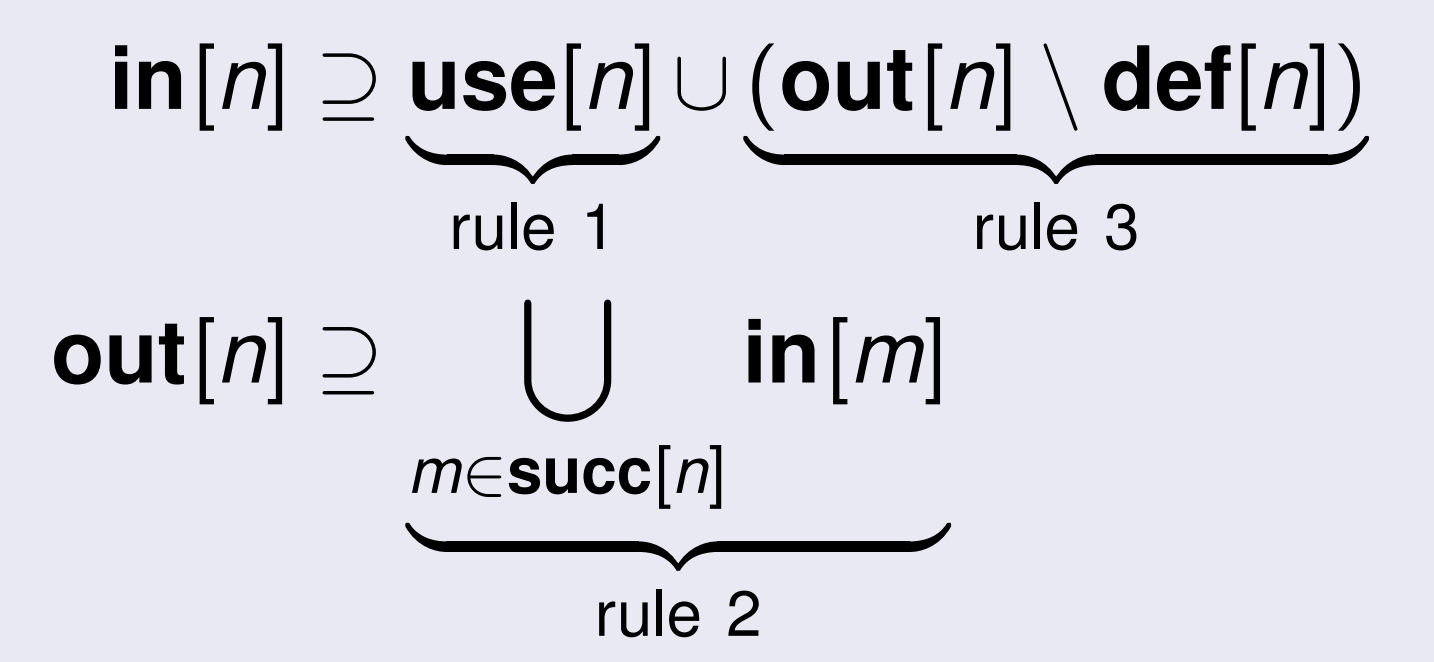 in[n] ⊇ use[n] ∪ (out[n] \ def[n])
rule 1 rule 3
out[n] ⊇ ⋃ in[m]
m∈succ[n]
rule 2